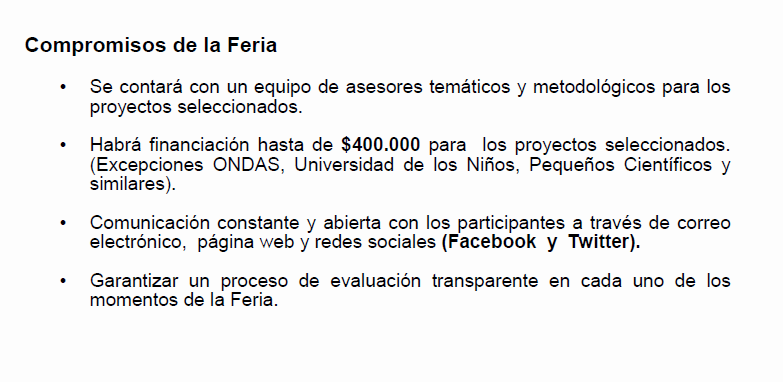 Compromisos de la Feria
• Se contará con un equipo de asesores temáticos y metodológicos para los
proyectos seleccionados.
• Habrá financiación hasta de $400.000 para los proyectos seleccionados.
(Excepciones ONDAS, Universidad de los Niños, Pequeños Científicos y
similares).
• Comunicación constante y abierta con los participantes a través de correo
electrónico, página web y redes sociales (Facebook y Twitter).
• Garantizar un proceso de evaluación transparente en cada uno de los
momentos de la Feria.